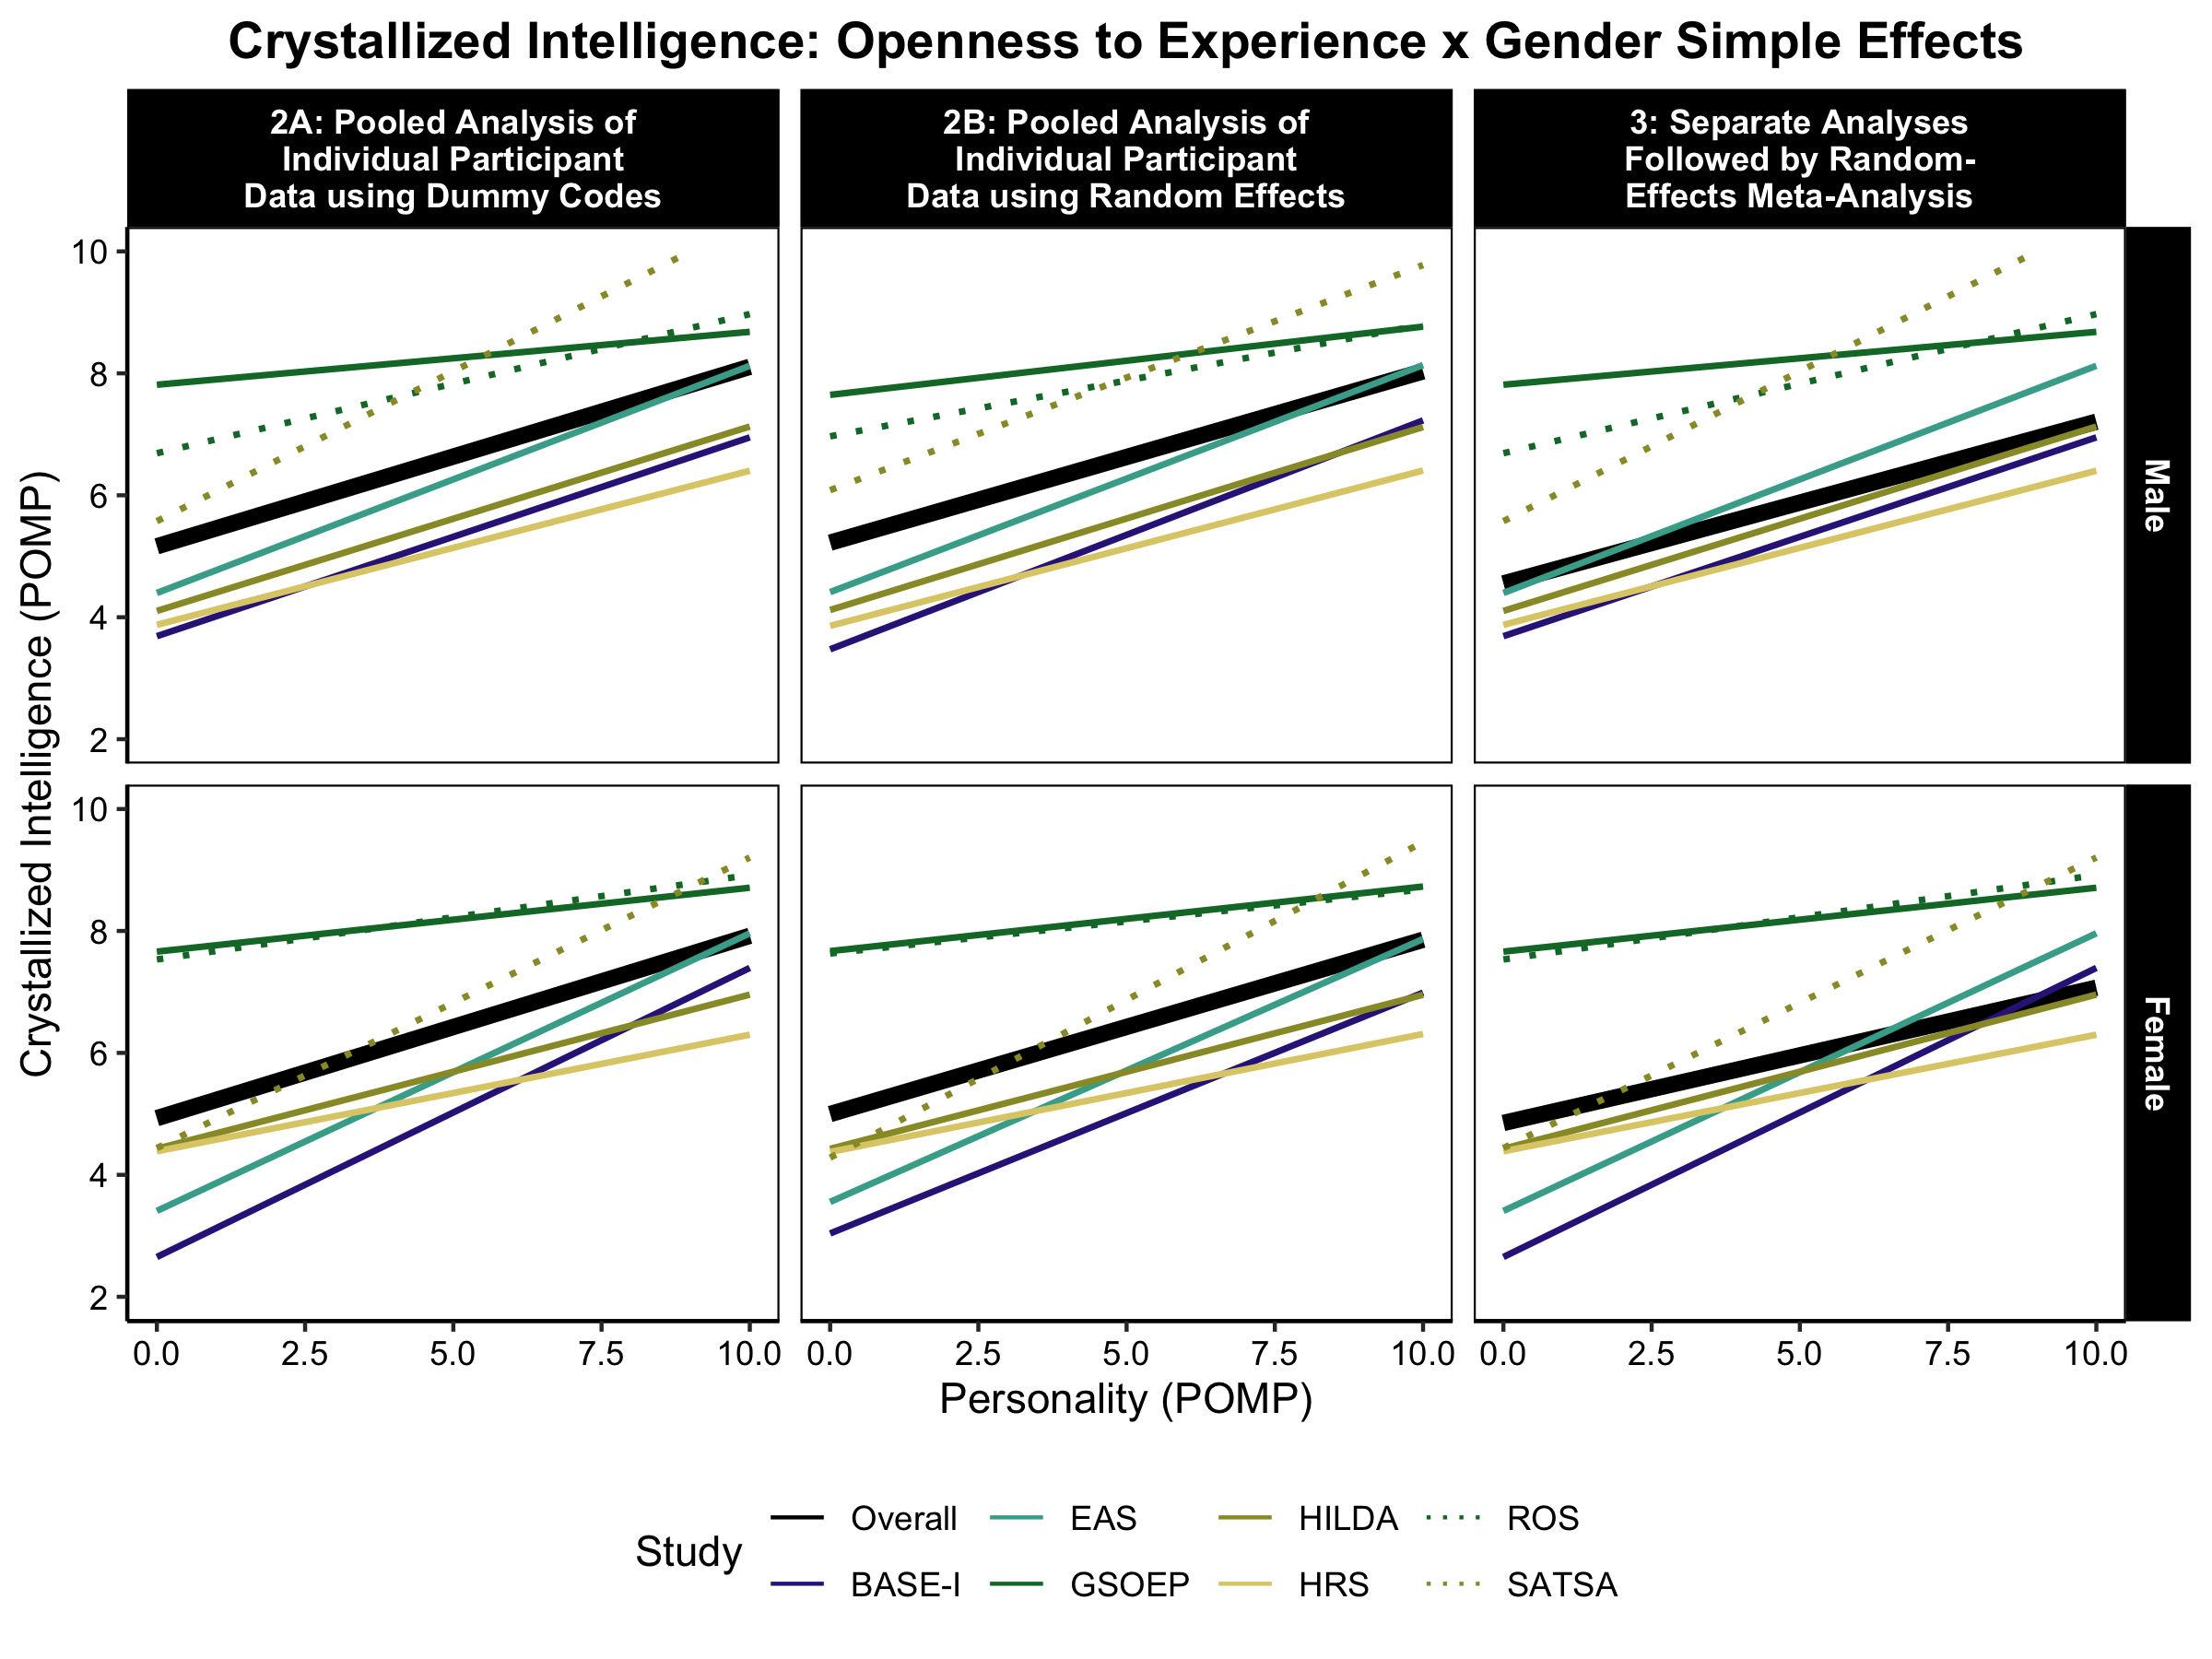 Crystallized Intelligence: Openness to Experience x Gender Simple Effects
2A: Pooled Analysis of
Individual Participant
Data using Dummy Codes
2B: Pooled Analysis of
Individual Participant
Data using Random Effects
3: Separate Analyses
Followed by Random-
Effects Meta-Analysis
Crystallized Intelligence (POMP)
10
8
6
4
2
Male
10
8
6
4
2
Female
0.0 2.5 5.0 7.5 10.0
0.0 2.5 5.0 7.5 10.0
0.0 2.5 5.0 7.5 10.0
Personality (POMP)
Study
Overall EAS HILDA ROS
BASE-I GSOEP HRS SATSA